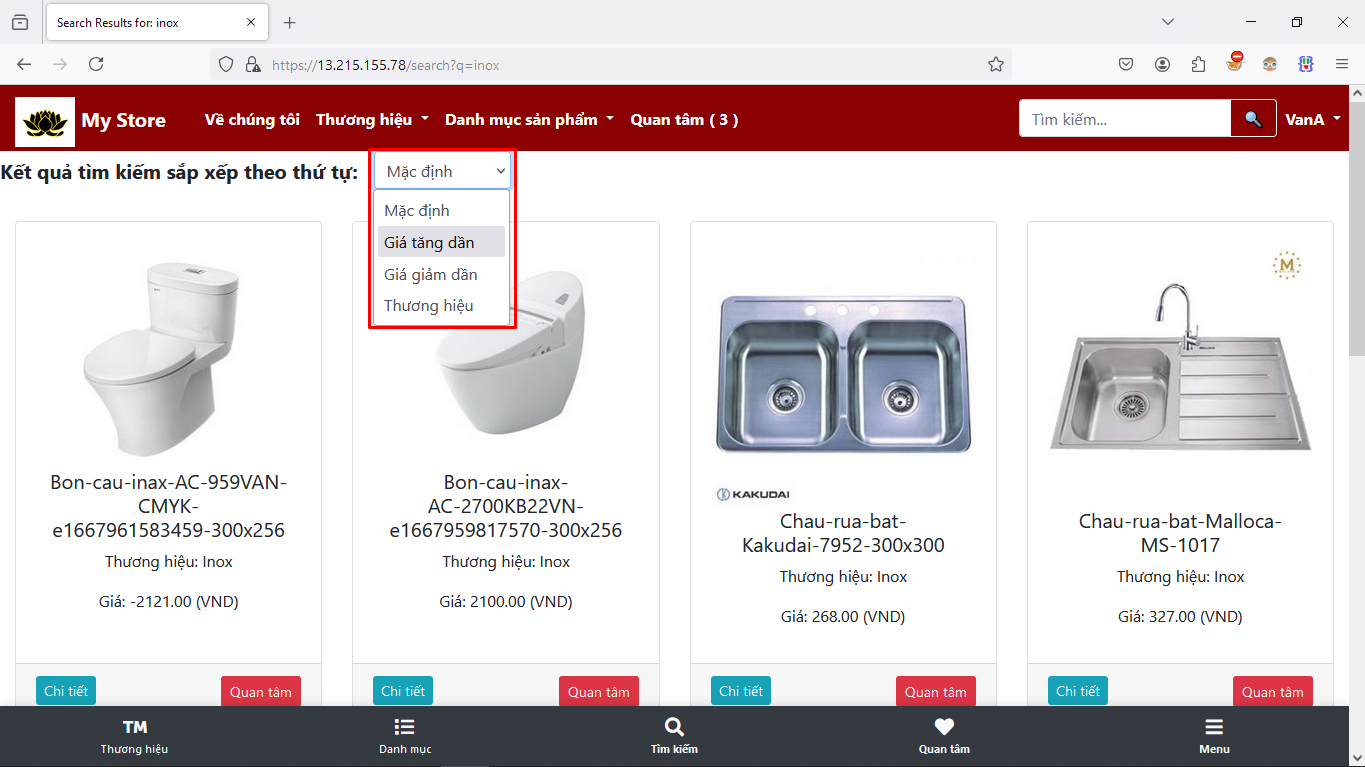 Search Results for: inox
https://13.215.155.78/search?q=inox
My Store
Về chúng tôi
Thương hiệu
Danh mục sản phẩm
Quan tâm ( 3 )
Tìm kiếm...
VanA
Kết quả tìm kiếm sắp xếp theo thứ tự:
Mặc định
Mặc định
Giá tăng dần
Giá giảm dần
Thương hiệu
Bon-cau-inax-AC-959VAN-
CMYK-
e1667961583459-300x256
Thương hiệu: Inox
Giá: -2121.00 (VND)
Chi tiết
Quan tâm
Bon-cau-inax-
AC-2700KB22VN-
e1667959817570-300x256
Thương hiệu: Inox
Giá: 2100.00 (VND)
Chi tiết
Quan tâm
KAKUDAI
Chau-rua-bat-
Kakudai-7952-300x300
Thương hiệu: Inox
Giá: 268.00 (VND)
Chi tiết
Quan tâm
M
Chau-rua-bat-Malloca-
MS-1017
Thương hiệu: Inox
Giá: 327.00 (VND)
Chi tiết
Quan tâm
TM
Thương hiệu
Danh mục
Tìm kiếm
Quan tâm
Menu